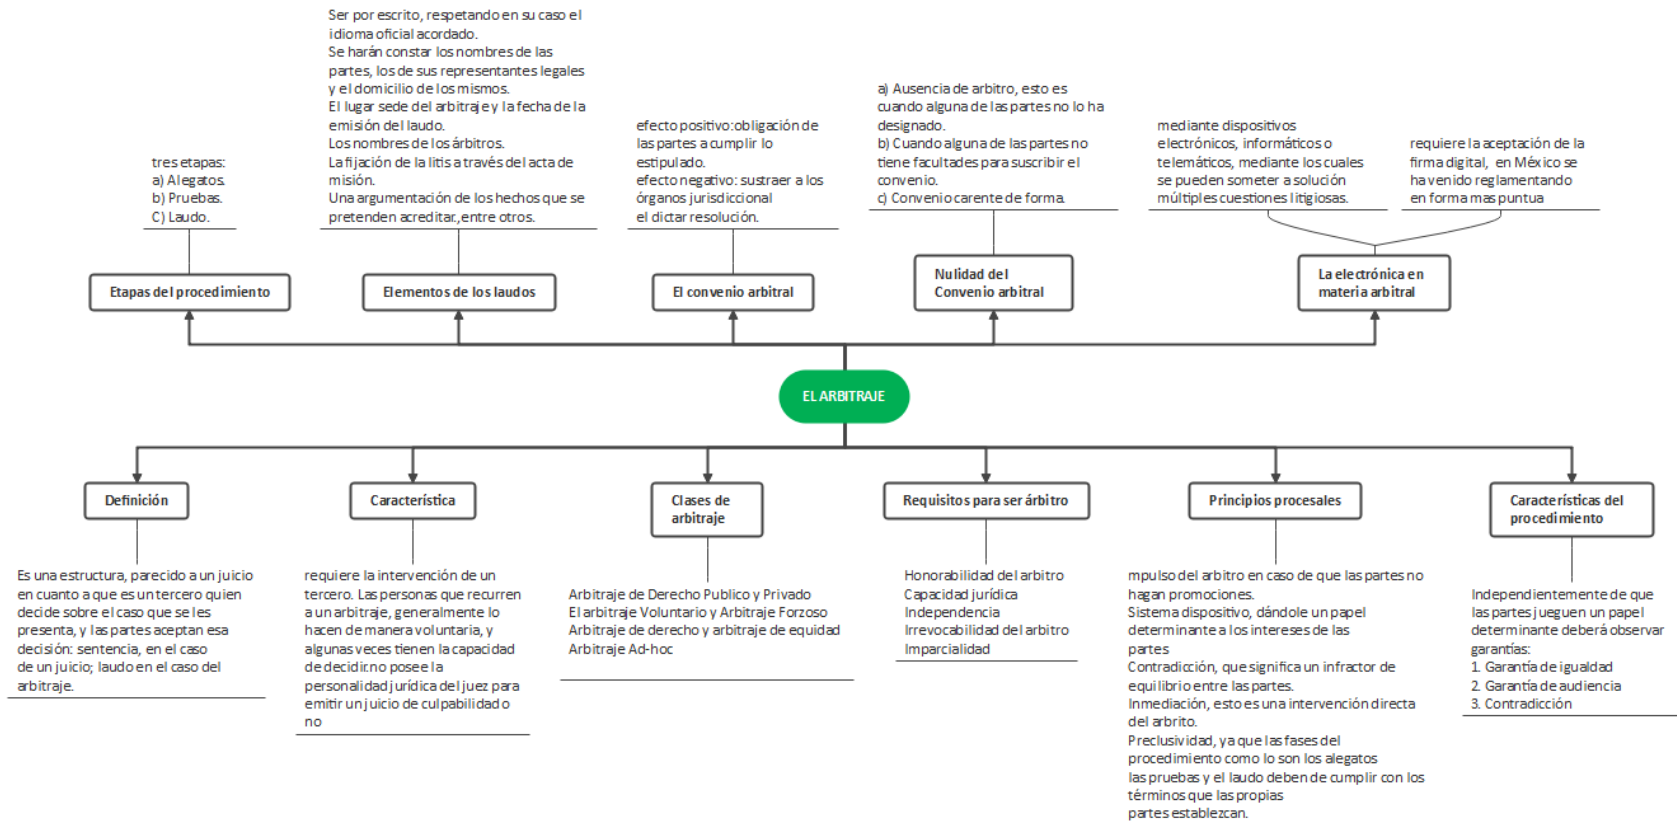 tres etapas:
a) Alegatos.
b) Pruebas.
C) Laudo.
Etapas del procedimiento
Ser por escrito, respetando en su caso el
idioma oficial acordado.
Se harán constar los nombres de las
partes, los de sus representantes legales
y el domicilio de los mismos.
El lugar sede del arbitraje y la fecha de la
emisión del laudo.
Los nombres de los árbitros.
La fijación de la litis a través del acta de
misión.
Una argumentación de los hechos que se
pretenden acreditar, entre otros.
Elementos de los laudos
efecto positivo: obligación de
las partes a cumplir lo
estipulado.
efecto negativo: sustraer a los
órganos jurisdiccional
el dictar resolución.
El convenio arbitral
a) Ausencia de arbitro, esto es
cuando alguna de las partes no lo ha
designado.
b) Cuando alguna de las partes no
tiene facultades para suscribir el
convenio.
c) Convenio carente de forma.
Nulidad del
Convenio arbitral
mediante dispositivos
electrónicos, informáticos o
telemáticos, mediante los cuales
se pueden someter a solución
múltiples cuestiones litigiosas.
requiere la aceptación de la
firma digital, en México se
ha venido reglamentando
en forma mas puntua
La electrónica en
materia arbitral
EL ARBITRAJE
Definición
Es una estructura, parecido a un juicio
en cuanto a que es un tercero quien
decide sobre el caso que se les
presenta, y las partes aceptan esa
decisión: sentencia, en el caso
de un juicio; laudo en el caso del
arbitraje.
Característica
requiere la intervención de un
tercero. Las personas que recurren
a un arbitraje, generalmente lo
hacen de manera voluntaria, y
algunas veces tienen la capacidad
de decidir.no posee la
personalidad jurídica del juez para
emitir un juicio de culpabilidad o
no
Clases de
arbitraje
Arbitraje de Derecho Publico y Privado
El arbitraje Voluntario y Arbitraje Forzoso
Arbitraje de derecho y arbitraje de equidad
Arbitraje Ad-hoc
Requisitos para ser árbitro
Honorabilidad del arbitro
Capacidad jurídica
Independencia
Irrevocabilidad del arbitro
Imparcialidad
Principios procesales
mpulso del arbitro en caso de que las partes no
hagan promociones.
Sistema dispositivo, dándole un papel
determinante a los intereses de las
partes
Contradicción, que significa un infractor de
equilibrio entre las partes.
Inmediación, esto es una intervención directa
del arbrito.
Preclusividad, ya que las fases del
procedimiento como lo son los alegatos
las pruebas y el laudo deben de cumplir con los
términos que las propias
partes establezcan.
Características del
procedimiento
Independientemente de que
las partes jueguen un papel
determinante deberá observar
garantías:
1. Garantía de igualdad
2. Garantía de audiencia
3. Contradicción